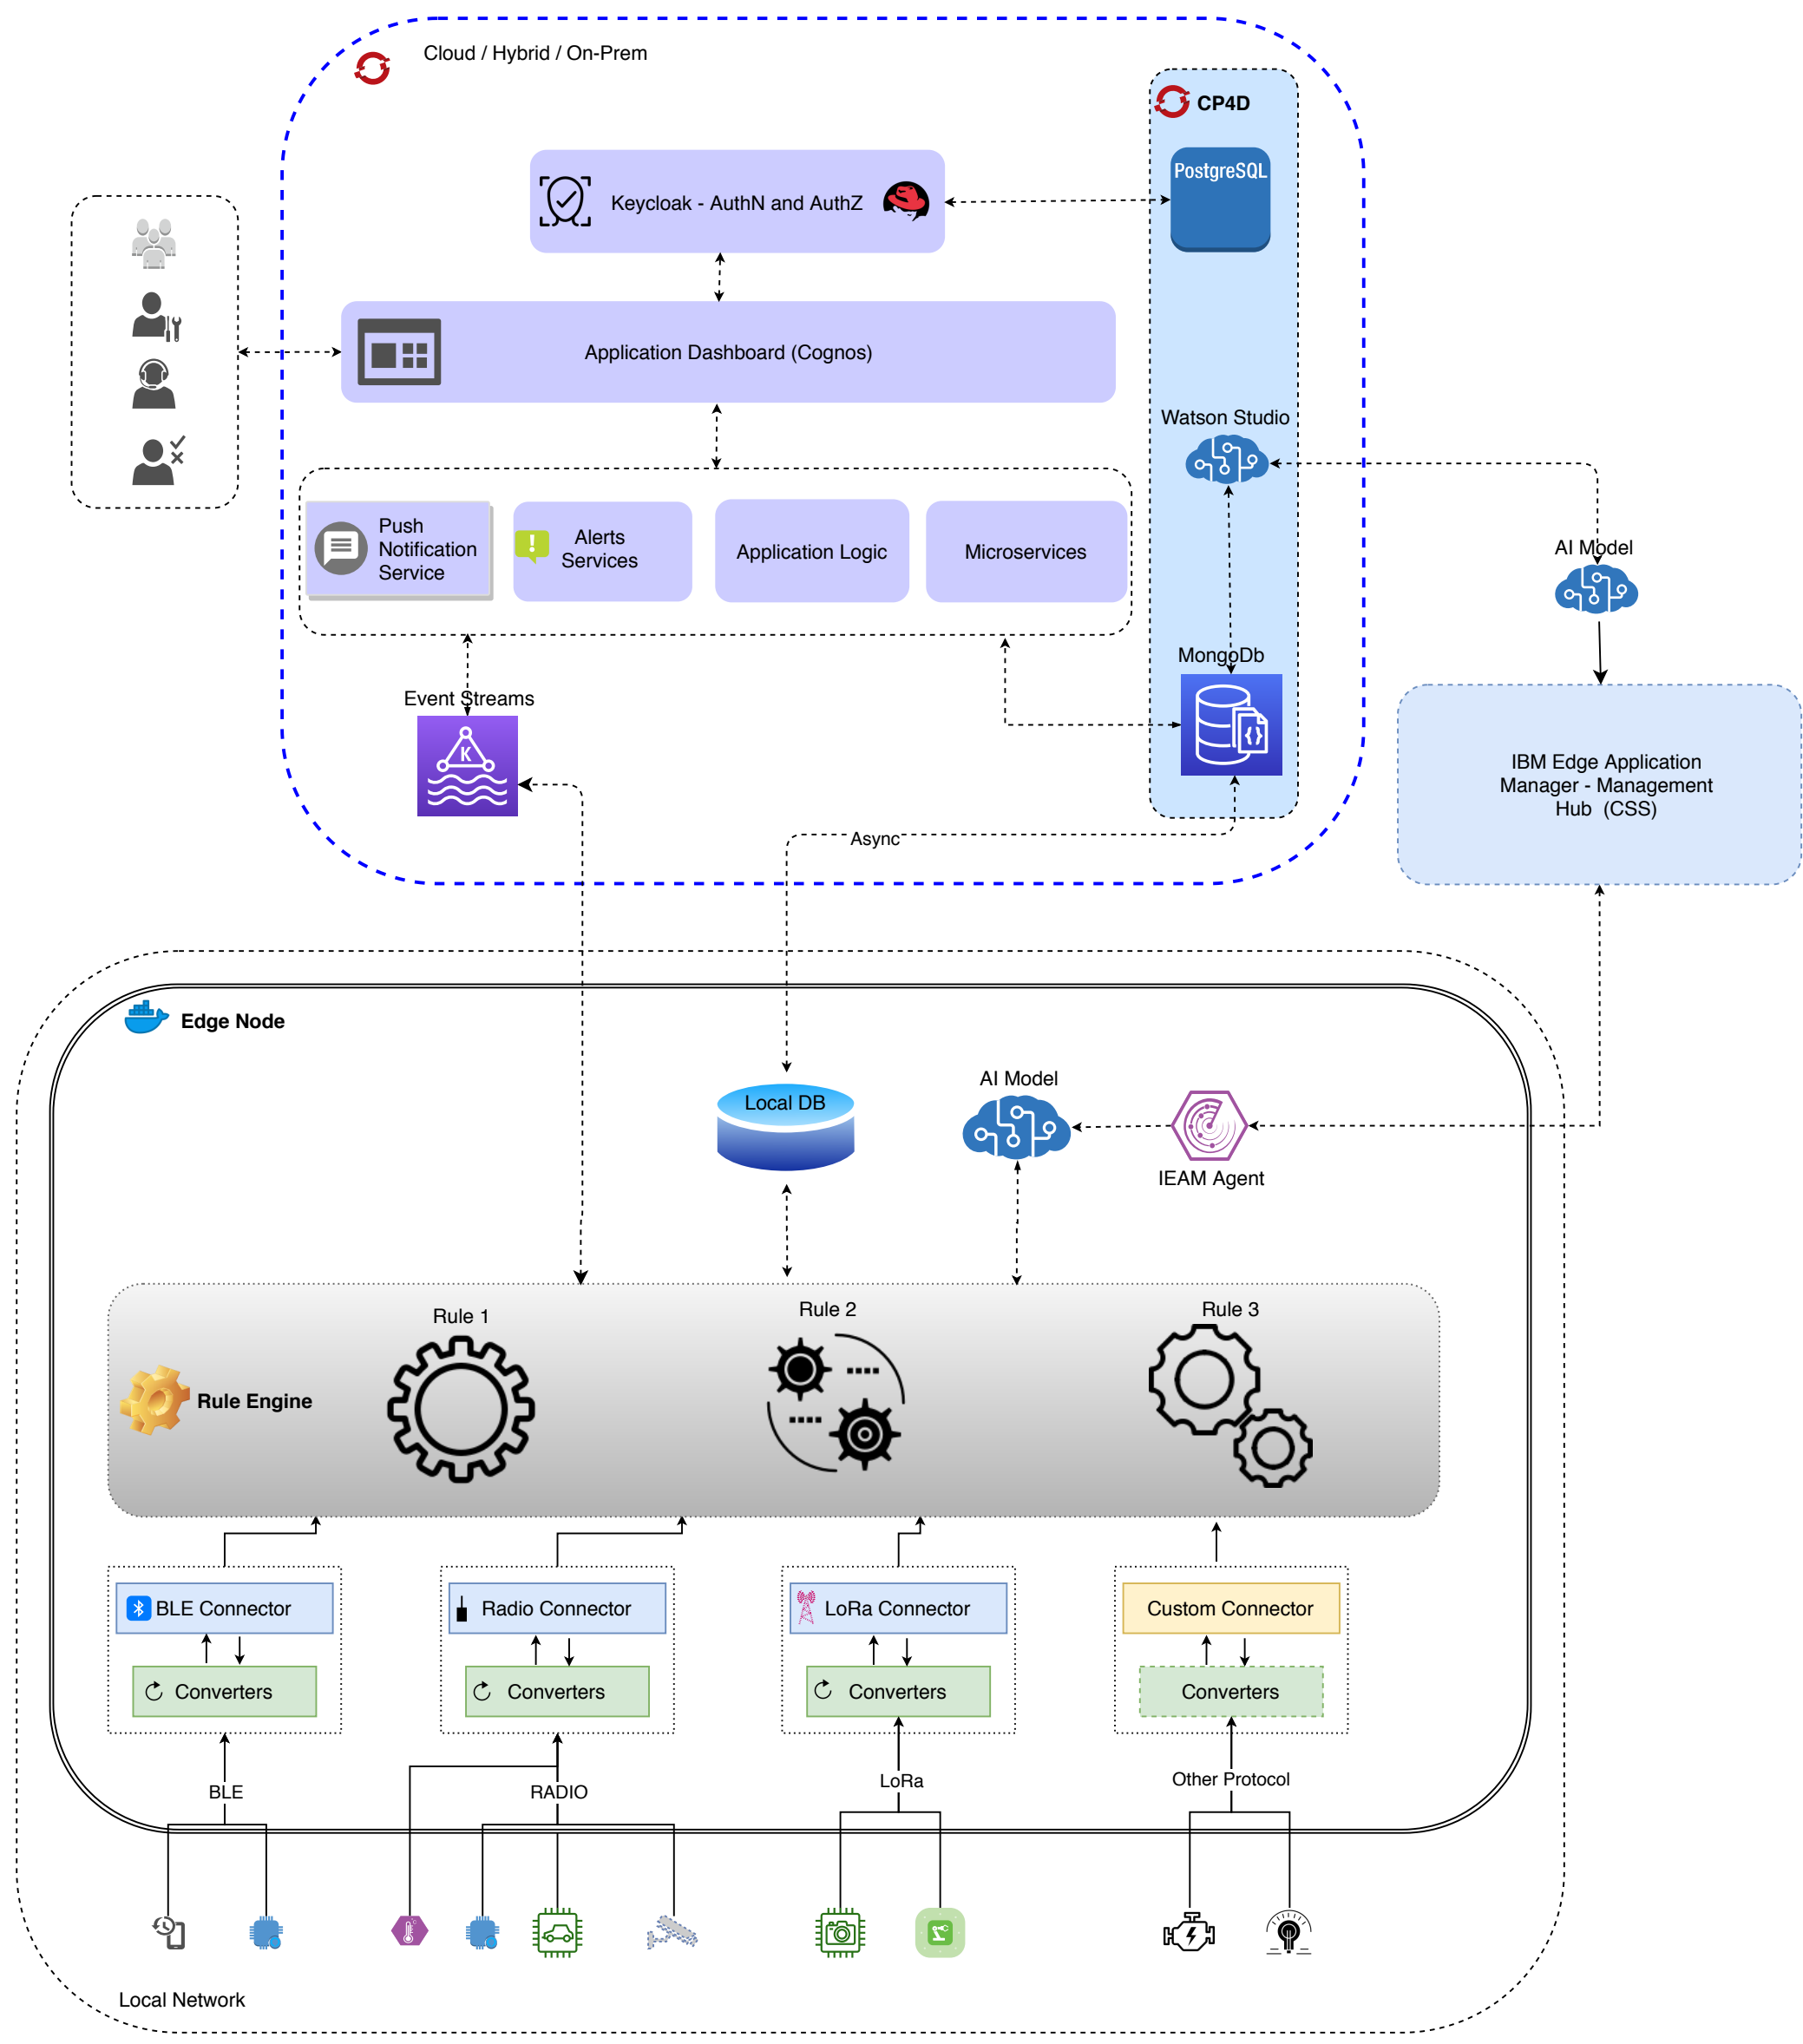 Cloud / Hybrid / On-Prem
CP4D
PostgreSQL
Keycloak - AuthN and AuthZ
Application Dashboard (Cognos)
Watson Studio
Push
Notification
Service
Alerts
Services
Application Logic
Microservices
AI Model
MongoDb
Event Streams
K
IBM Edge Application
Manager - Management
Hub (CSS)
Async
Edge Node
Local DB
AI Model
IEAM Agent
Rule 1
Rule 2
Rule 3
Rule Engine
BLE Connector
Radio Connector
LoRa Connector
Custom Connector
Converters
Converters
Converters
Converters
BLE
RADIO
LoRa
Other Protocol
Local Network